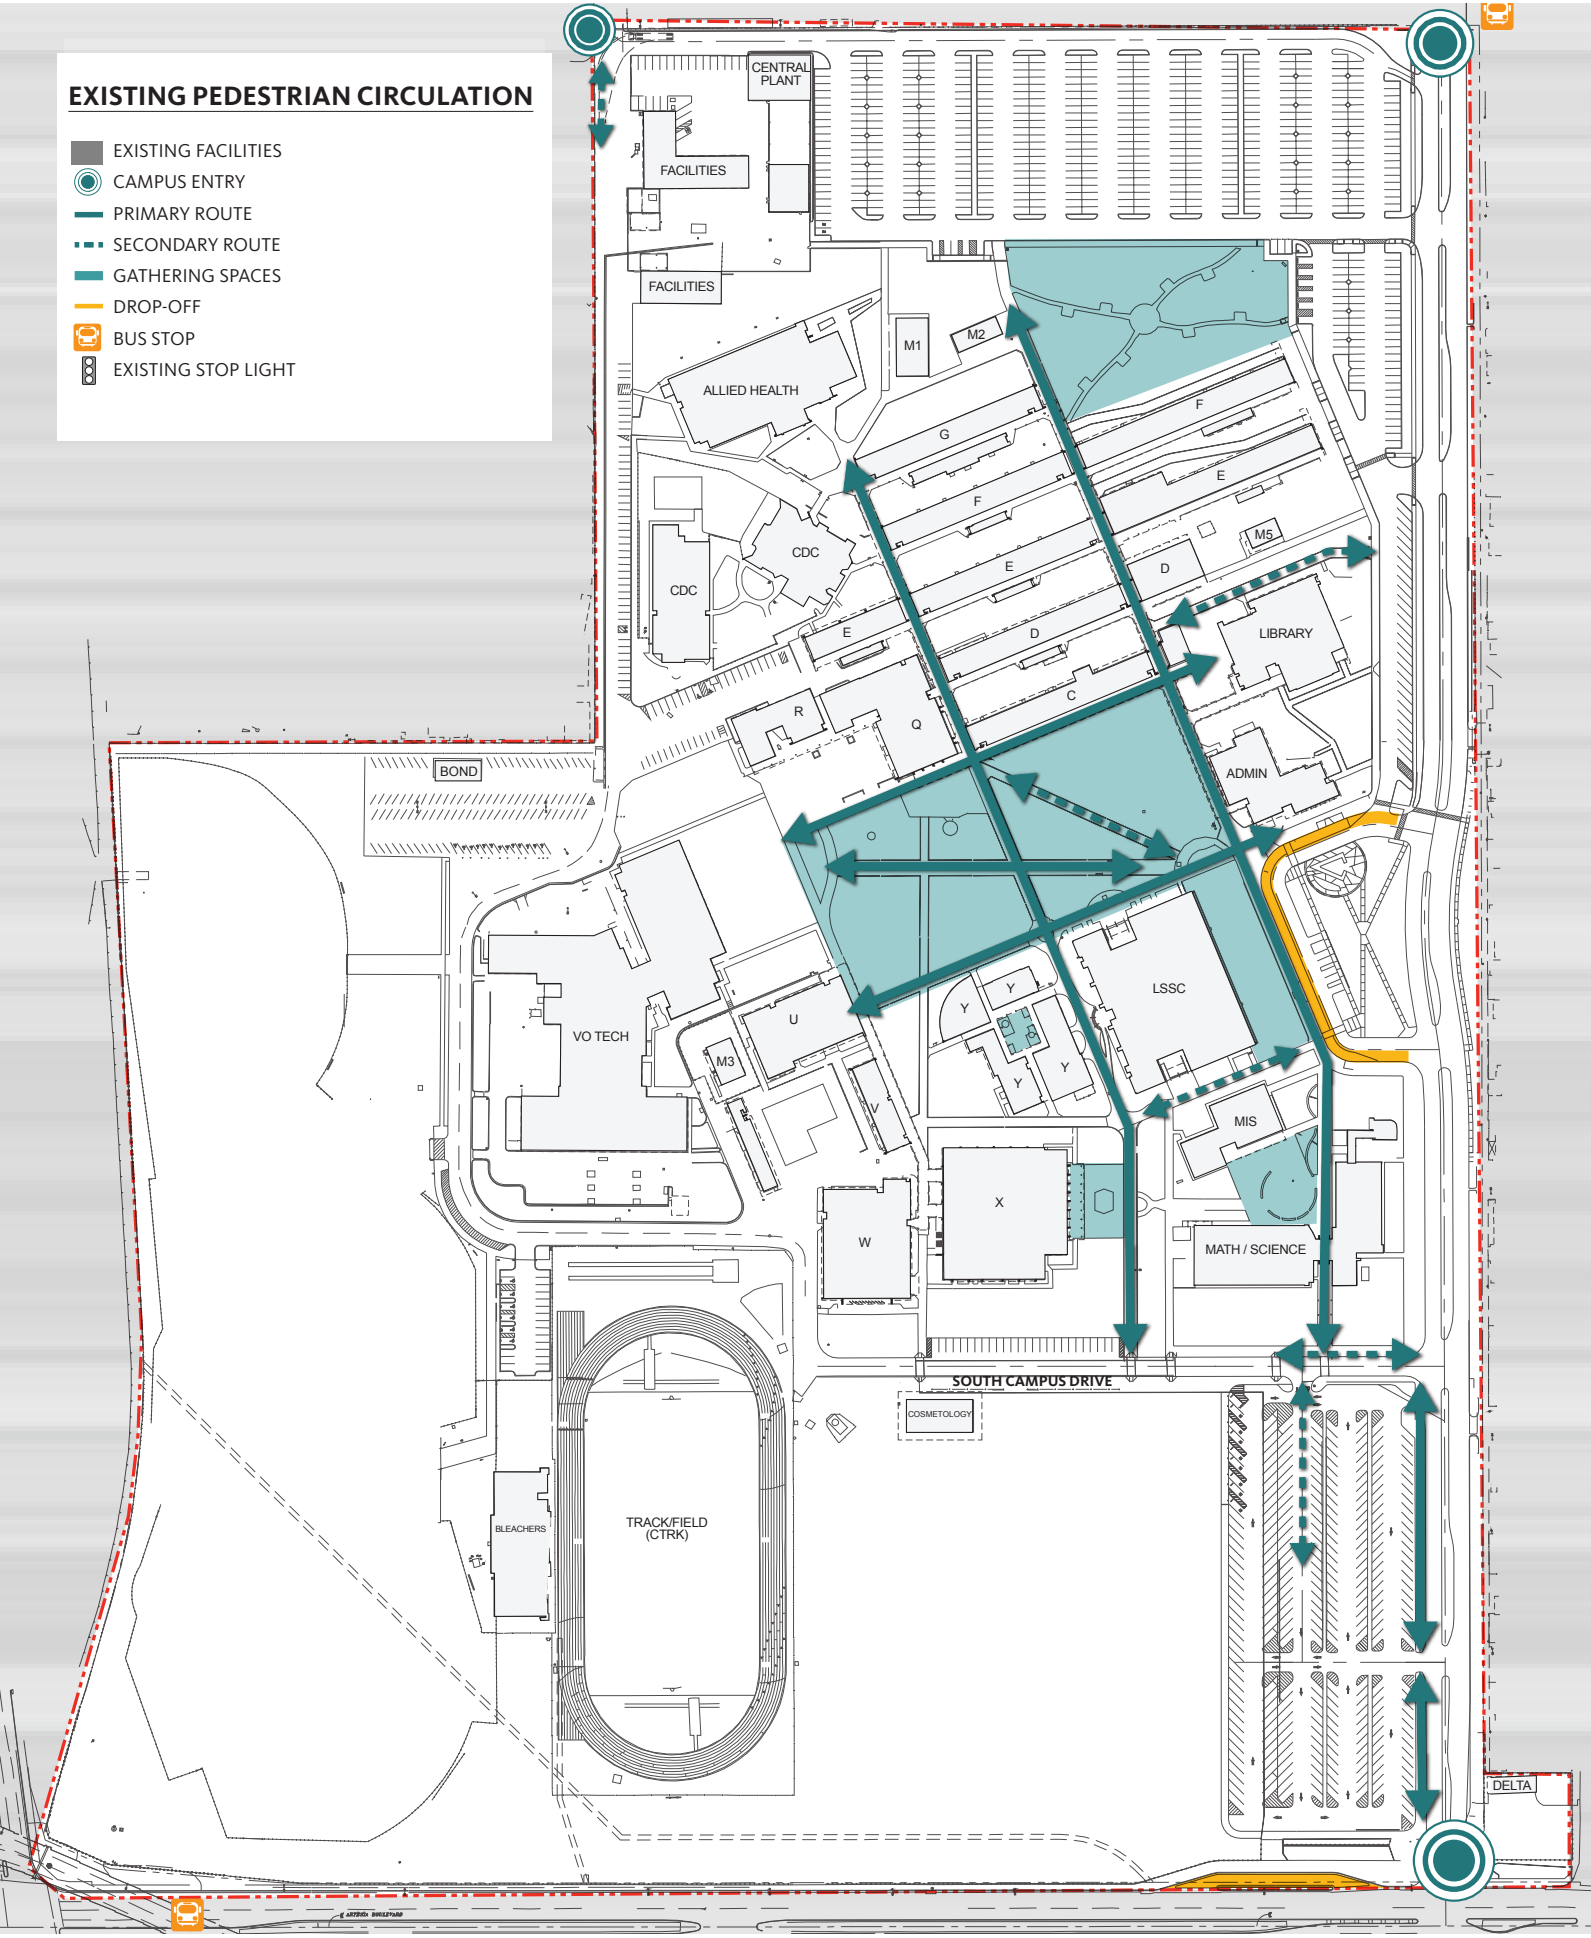 EXISTING PEDESTRIAN CIRCULATION
EXISTING FACILITIES
CAMPUS ENTRY
PRIMARY ROUTE
SECONDARY ROUTE
GATHERING SPACES
DROP-OFF
BUS STOP
EXISTING STOP LIGHT
CENTRAL
PLANT
FACILITIES
FACILITIES
M1
M2
ALLIED HEALTH
G
F
F
E
CDC
CDC
E
M5
D
E
D
LIBRARY
C
R
Q
BOND
ADMIN
VO TECH
U
M3
V
Y
Y
Y
Y
LSSC
MIS
X
W
MATH / SCIENCE
SOUTH CAMPUS DRIVE
COSMETOLOGY
BLEACHERS
TRACK/FIELD
(CTRK)
DELTA
ARTESIA BOULEVARD